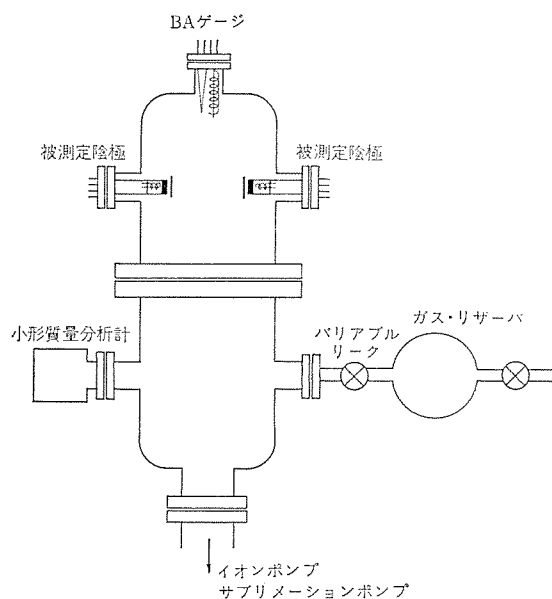 BAゲージ
被測定陰極
被測定陰極
小形質量分析計
バリアブル
リーク
ガス・リザーバ
イオンポンプ
サブリメーションポンプ